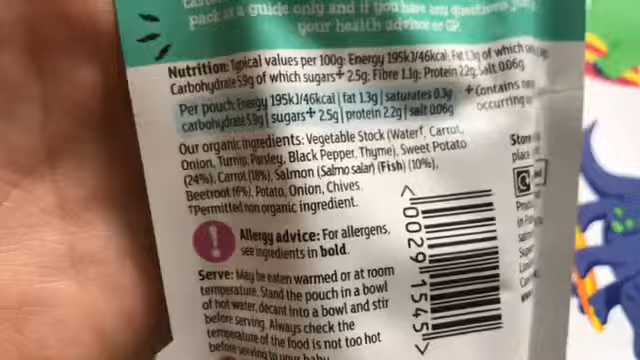 pack as a guide only and if you have any questions
your health advisor or GP.
Nutrition: Typical values per 100g: Energy 195kJ/46kcal; Fat 1.3g of which
Carbohydrate 5.9g of which sugars+ 2.5g; Fibre 1.1g; Protein 2.2g; Salt 0.06g
Per pouch: Energy 195kJ/46kcal | fat 1.3g | saturates 0.3g
carbohydrate 5.9g | sugars+ 2.5g | protein 2.2g | salt 0.06g
+Contains
occurring
Our organic ingredients: Vegetable Stock (Water†, Carrot,
Onion, Turnip, Parsley, Black Pepper, Thyme), Sweet Potato
(24%), Carrot (18%), Salmon (Salmo salar) (Fish) (10%),
Beetroot (6%), Potato, Onion, Chives.
†Permitted non organic ingredient.
Allergy advice: For allergens,
see ingredients in bold.
Serve: May be eaten warmed or at room
temperature. Stand the pouch in a bowl
of hot water, decant into a bowl and stir
before serving. Always check the
temperature of the food is not too hot
before serving to your baby.
<0029 1545>
Store
place